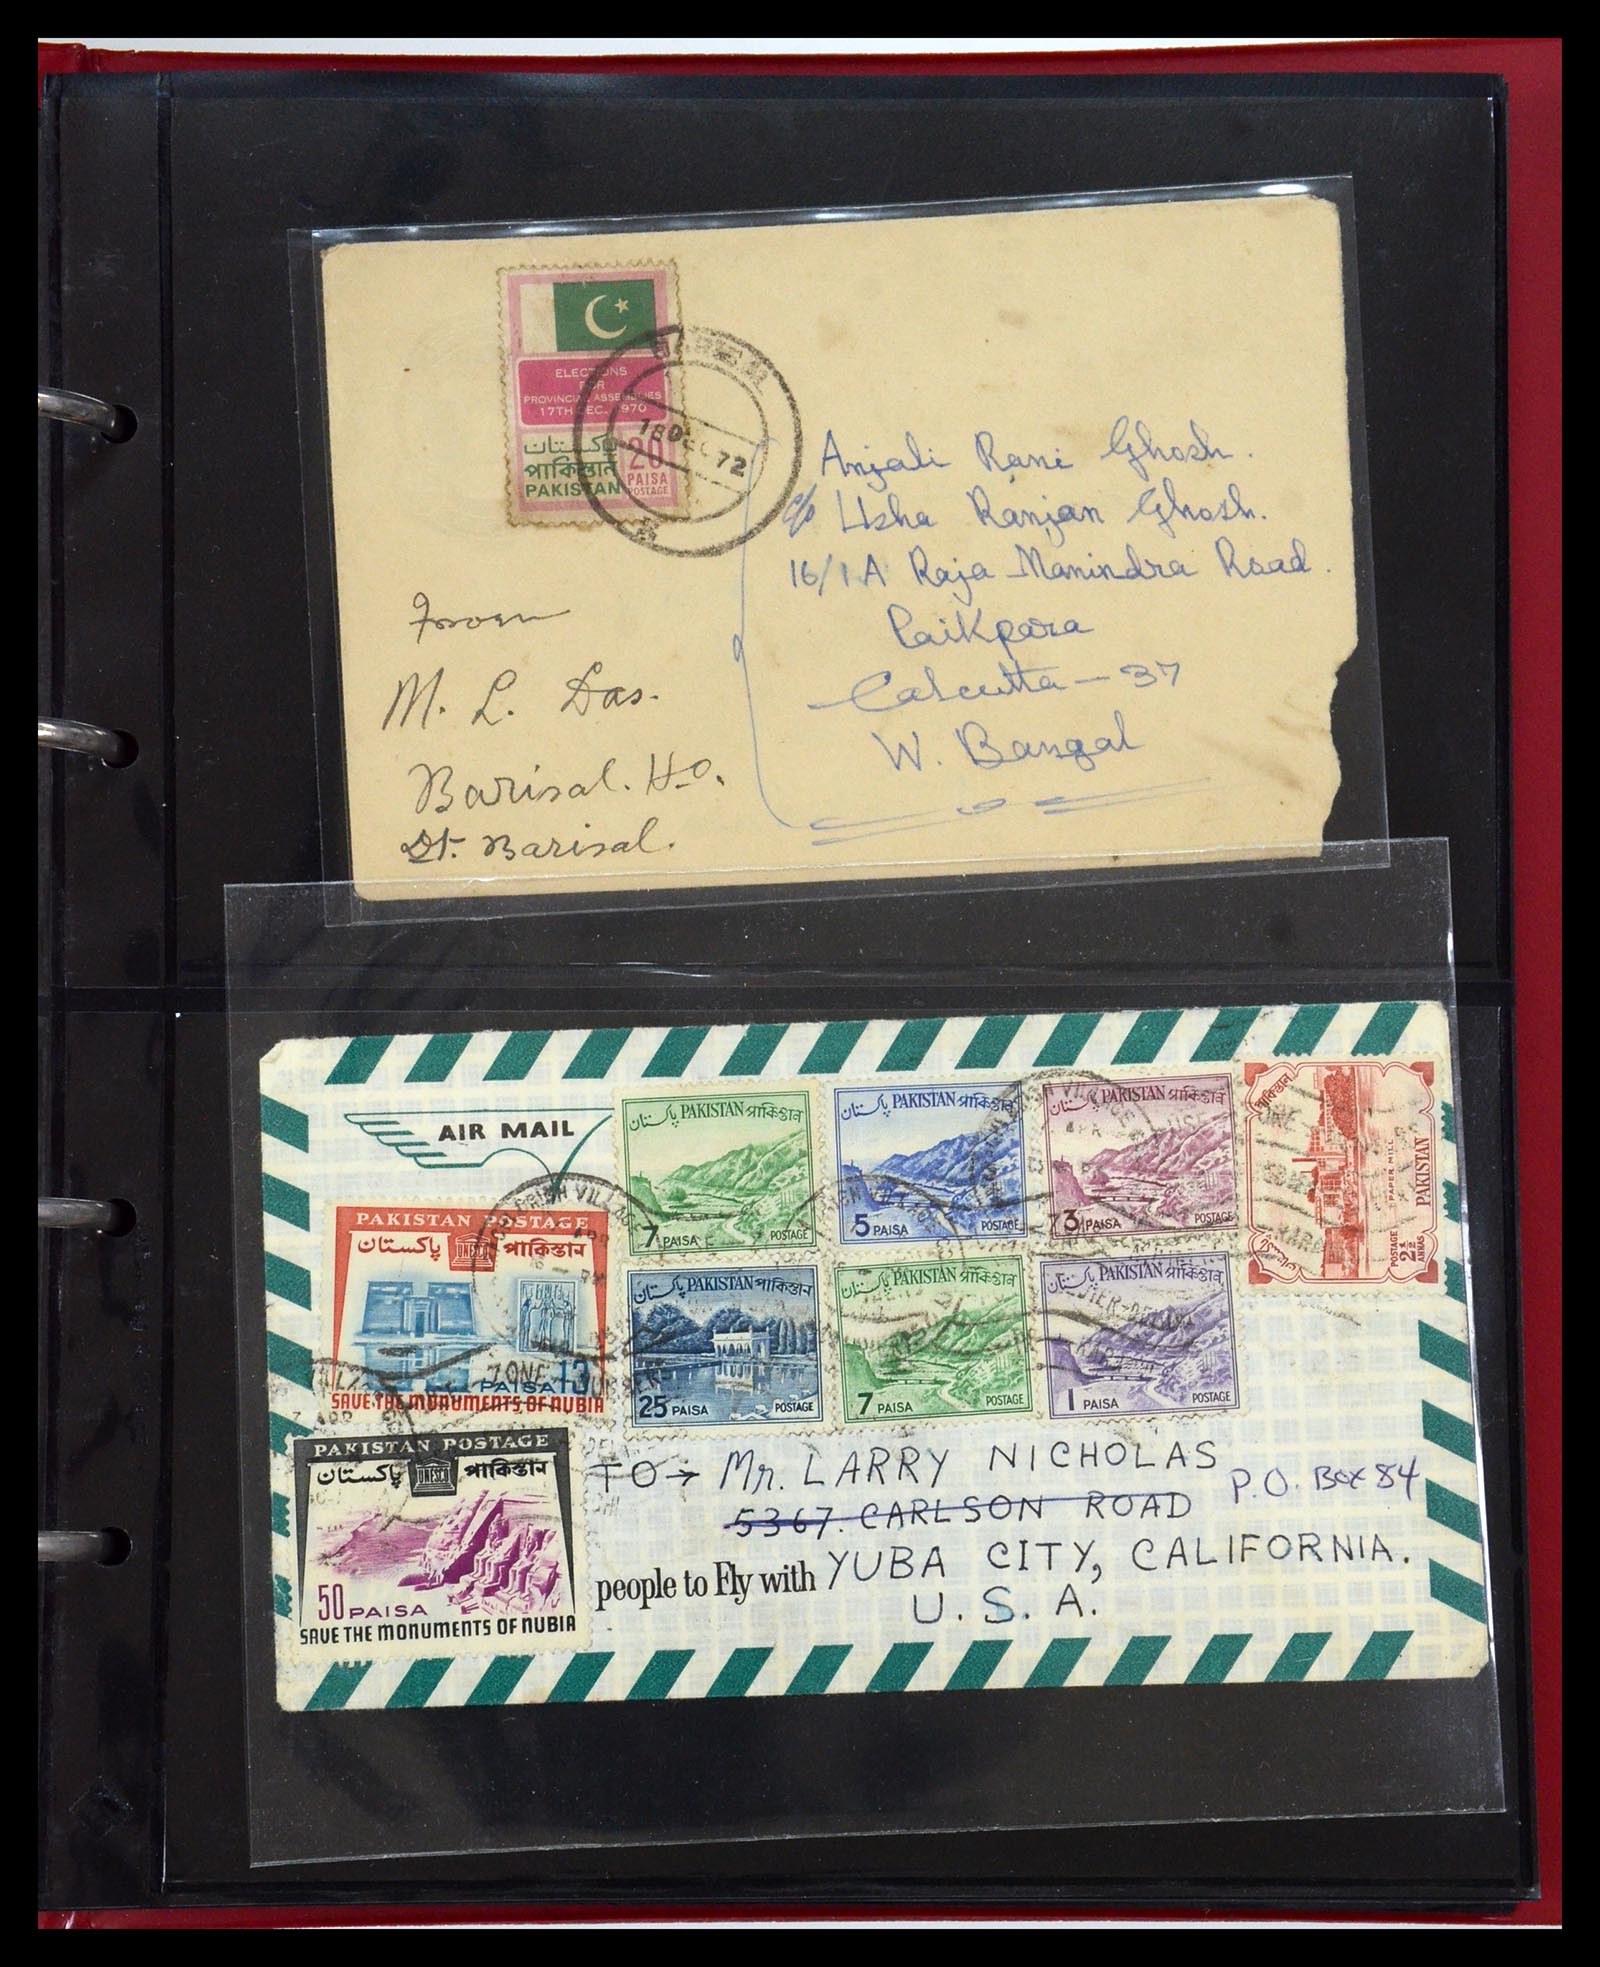 ELECTIONS
FOR
PROVINCIAL ASSEMBLIES
17TH DEC. 1970
پاکستان
পাকিস্তান
PAKISTAN
20
PAISA
POSTAGE
18 DEC 72
From
M. L. Das.
Barisal. H.O.
Dt. Barisal.
Anjali Rani Ghosh.
c/o Usha Ranjan Ghosh.
16/1A Raja Manindra Road.
Paikpara
Calcutta - 37
W. Bangal
AIR MAIL
پاکستان PAKISTAN পাকিস্তান
7 PAISA POSTAGE
پاکستان PAKISTAN পাকিস্তান
5 PAISA POSTAGE
پاکستان PAKISTAN পাকিস্তান
3 PAISA POSTAGE
پاکستان
পাকিস্তান
PAPER MILL
PAKISTAN
POSTAGE
2½
ANNAS
PAKISTAN POSTAGE
پاکستان UNESCO পাকিস্তান
PAISA 13
SAVE THE MONUMENTS OF NUBIA
پاکستان PAKISTAN পাকিস্তান
25 PAISA POSTAGE
پاکستان PAKISTAN পাকিস্তান
7 PAISA POSTAGE
پاکستان PAKISTAN পাকিস্তান
1 PAISA POSTAGE
PAKISTAN POSTAGE
پاکستان UNESCO পাকিস্তান
50 PAISA
SAVE THE MONUMENTS OF NUBIA
TO → Mr. LARRY NICHOLAS
5367. CARLSON ROAD P.O. Box 84
people to Fly with YUBA CITY, CALIFORNIA.
U. S. A.